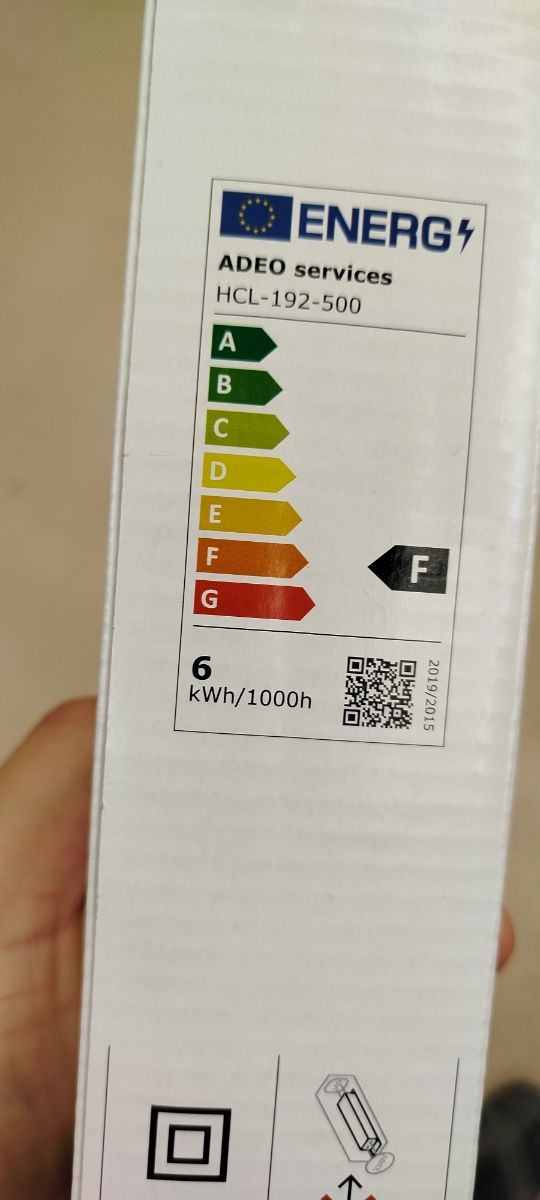 ENERG
ADEO services
HCL-192-500
A
B
C
D
E
F
F
G
6
kWh/1000h
2019/2015